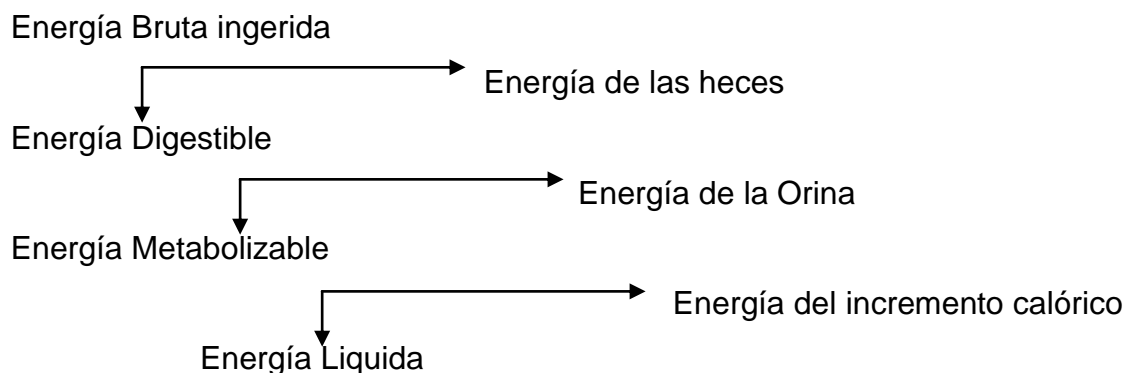 Energía Bruta ingerida
Energía de las heces
Energía Digestible
Energía de la Orina
Energía Metabolizable
Energía del incremento calórico
Energía Liquida